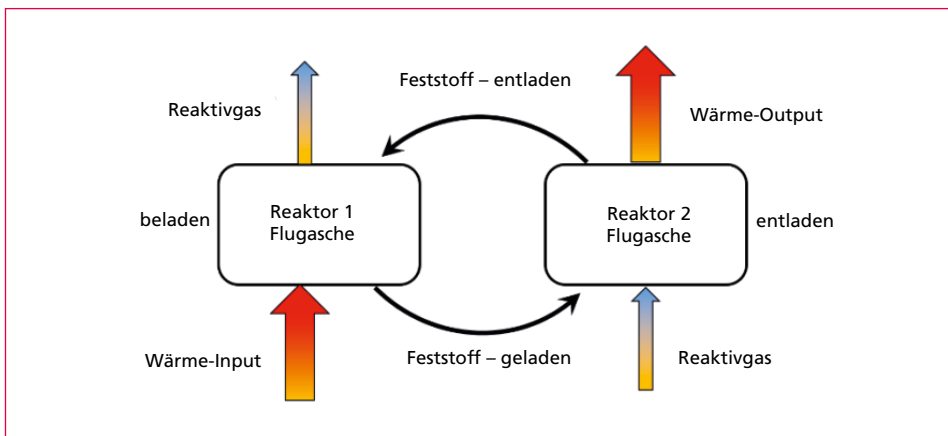 Feststoff – entladen
Reaktivgas
Wärme-Output
beladen
Reaktor 1
Flugasche
Reaktor 2
Flugasche
entladen
Wärme-Input
Feststoff – geladen
Reaktivgas